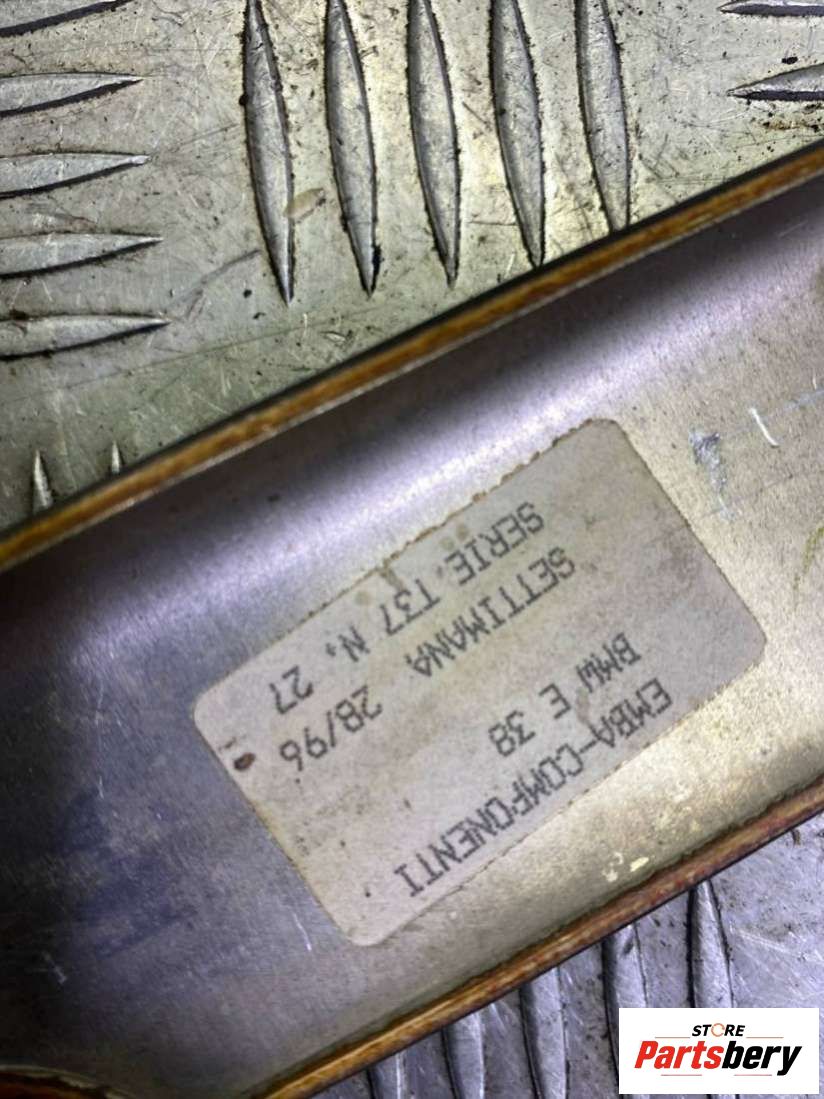 EMBA-COMPONENTI
BMW E 38
SETTIMANA 28/96
SERIE T37 N. 27
STORE
Partsbery